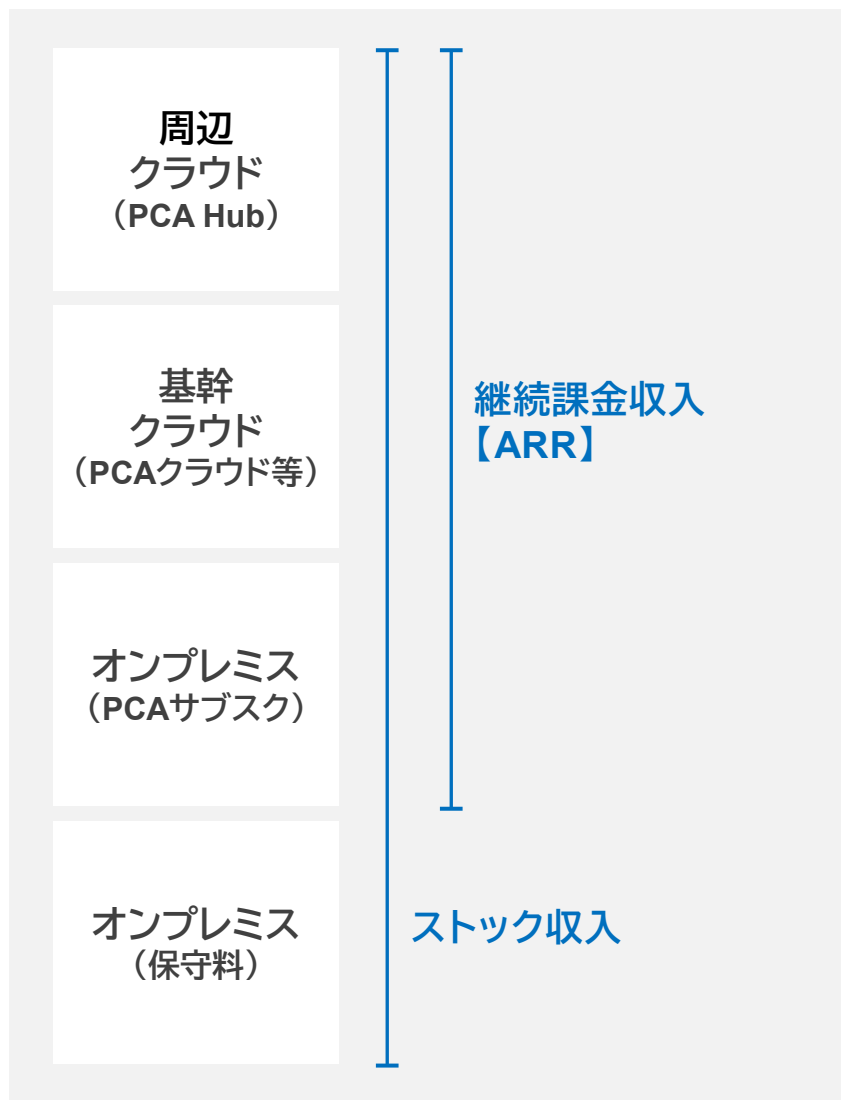 周辺
クラウド
（PCA Hub）
基幹
クラウド
（PCAクラウド等）
オンプレミス
（PCAサブスク）
オンプレミス
（保守料）
継続課金収入
【ARR】
ストック収入